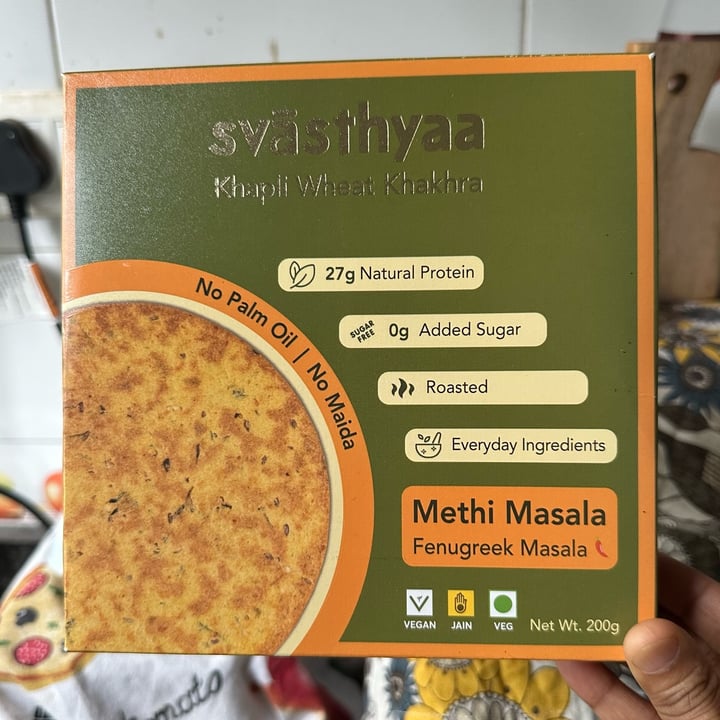 svāsthyaa
Khapli Wheat Khakhra
27g Natural Protein
No Palm Oil | No Maida
SUGAR FREE 0g Added Sugar
Roasted
Everyday Ingredients
Methi Masala
Fenugreek Masala
VEGAN JAIN VEG
Net Wt. 200g